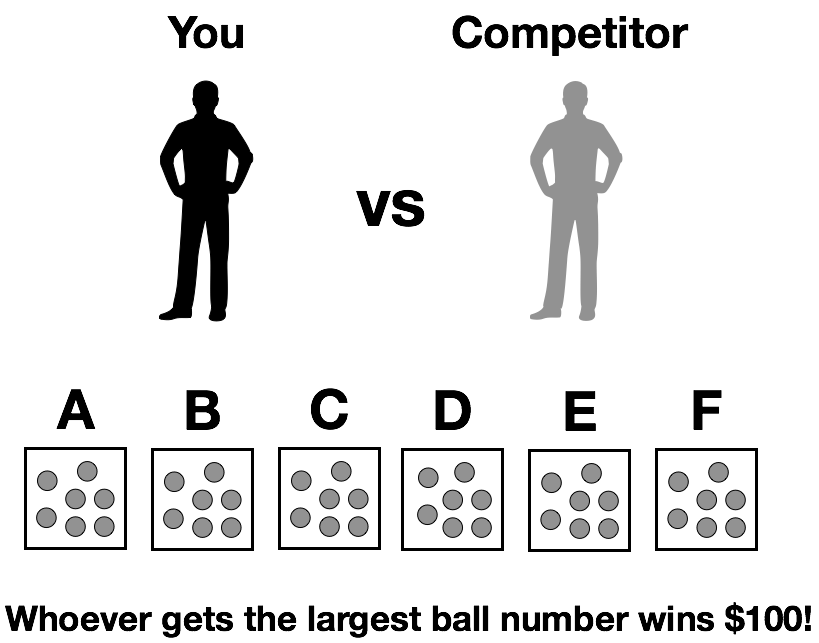 You Competitor
vs
A B C D E F
Whoever gets the largest ball number wins $100!